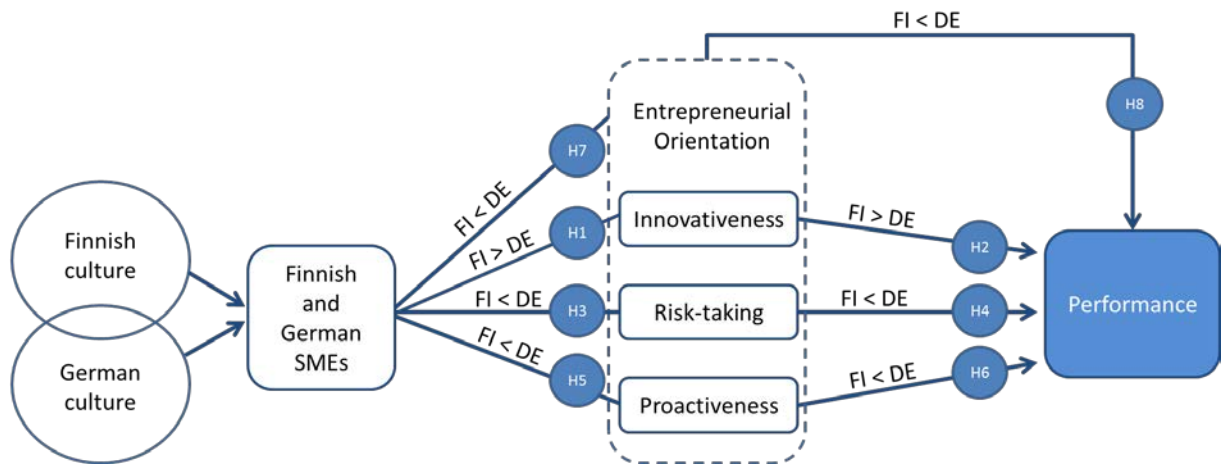 FI < DE
H8
Entrepreneurial
Orientation
H7
FI < DE
Innovativeness
H1
FI > DE
FI > DE
H2
Finnish
culture
Finnish
and
German
SMEs
FI < DE
H3
Risk-taking
FI < DE
H4
Performance
German
culture
FI < DE
H5
Proactiveness
FI < DE
H6